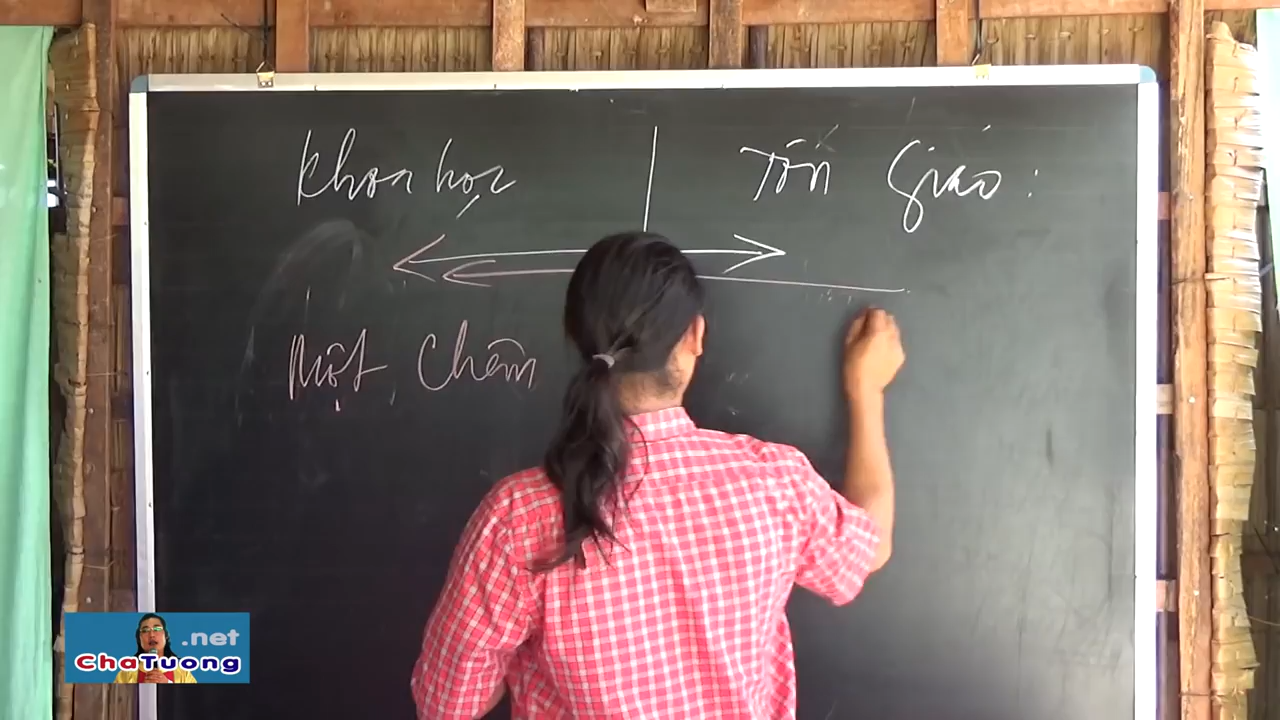 Khoa học
Tôn Giáo :
Một Chấm
.net
ChaTuong